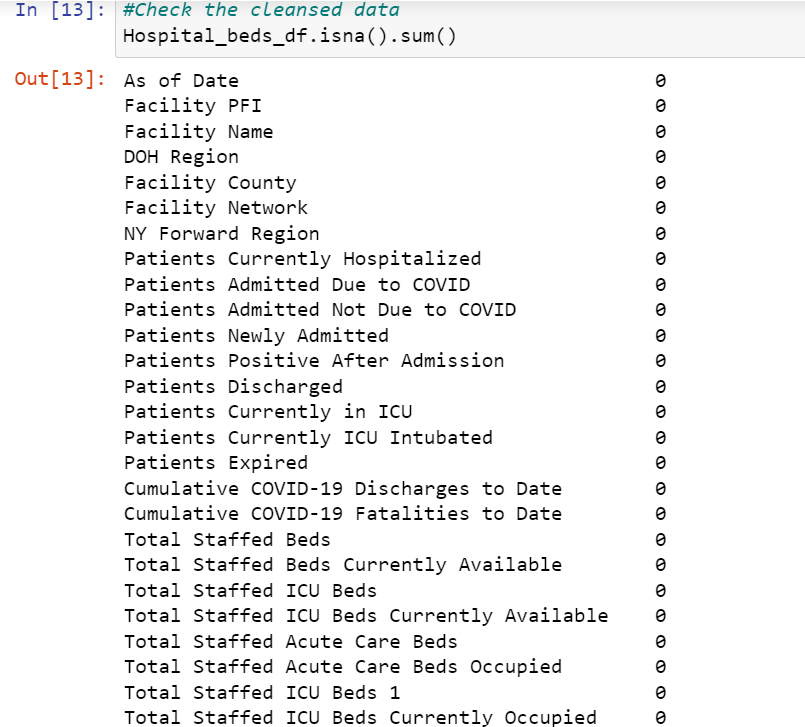 In [13]: #Check the cleansed data
Hospital_beds_df.isna().sum()
Out[13]: As of Date 0
Facility PFI 0
Facility Name 0
DOH Region 0
Facility County 0
Facility Network 0
NY Forward Region 0
Patients Currently Hospitalized 0
Patients Admitted Due to COVID 0
Patients Admitted Not Due to COVID 0
Patients Newly Admitted 0
Patients Positive After Admission 0
Patients Discharged 0
Patients Currently in ICU 0
Patients Currently ICU Intubated 0
Patients Expired 0
Cumulative COVID-19 Discharges to Date 0
Cumulative COVID-19 Fatalities to Date 0
Total Staffed Beds 0
Total Staffed Beds Currently Available 0
Total Staffed ICU Beds 0
Total Staffed ICU Beds Currently Available 0
Total Staffed Acute Care Beds 0
Total Staffed Acute Care Beds Occupied 0
Total Staffed ICU Beds 1 0
Total Staffed ICU Beds Currently Occupied 0